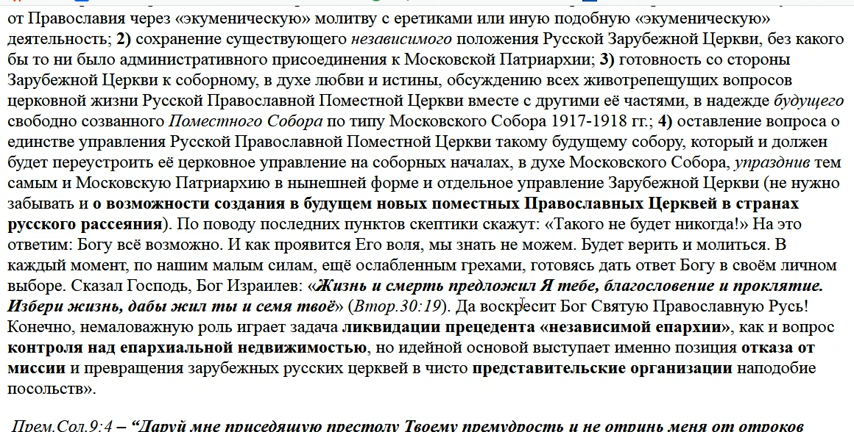 от Православия через «экуменическую» молитву с еретиками или иную подобную «экуменическую»
деятельность; 2) сохранение существующего независимого положения Русской Зарубежной Церкви, без какого
бы то ни было административного присоединения к Московской Патриархии; 3) готовность со стороны
Зарубежной Церкви к соборному, в духе любви и истины, обсуждению всех животрепещущих вопросов
церковной жизни Русской Православной Поместной Церкви вместе с другими её частями, в надежде будущего
свободно созванного Поместного Собора по типу Московского Собора 1917-1918 гг.; 4) оставление вопроса о
единстве управления Русской Православной Поместной Церкви такому будущему собору, который и должен
будет переустроить её церковное управление на соборных началах, в духе Московского Собора, упразднив тем
самым и Московскую Патриархию в нынешней форме и отдельное управление Зарубежной Церкви (не нужно
забывать и о возможности создания в будущем новых поместных Православных Церквей в странах
русского рассеяния). По поводу последних пунктов скептики скажут: «Такого не будет никогда!» На это
ответим: Богу всё возможно. И как проявится Его воля, мы знать не можем. Будет верить и молиться. В
каждый момент, по нашим малым силам, ещё ослабленным грехами, готовясь дать ответ Богу в своём личном
выборе. Сказал Господь, Бог Израилев: «Жизнь и смерть предложил Я тебе, благословение и проклятие.
Избери жизнь, дабы жил ты и семя твоё» (Втор.30:19). Да воскресит Бог Святую Православную Русь!
Конечно, немаловажную роль играет задача ликвидации прецедента «независимой епархии», как и вопрос
контроля над епархиальной недвижимостью, но идейной основой выступает именно позиция отказа от
миссии и превращения зарубежных русских церквей в чисто представительские организации наподобие
посольств».
Прем.Сол.9:4 – “Даруй мне приседящую престолу Твоему премудрость и не отринь меня от отроков